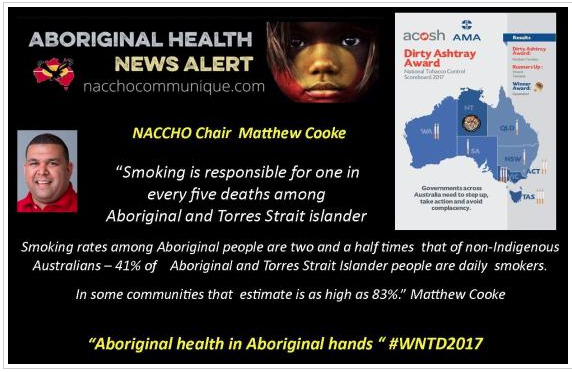 ABORIGINAL HEALTH
NEWS ALERT
nacchocommunique.com
acosh AMA
Dirty Ashtray
Award
National Tobacco Control
Scoreboard 2017
Results
Dirty Ashtray
Award:
Northern Territory
Runners Up:
Winner
Award:
Queensland
WA
NT
QLD
SA
NSW
ACT
TAS
Governments across
Australia need to step up,
take action and avoid
complacency.
NACCHO Chair Matthew Cooke
“Smoking is responsible for one in
every five deaths among
Aboriginal and Torres Strait islander
Smoking rates among Aboriginal people are two and a half times that of non-Indigenous
Australians – 41% of Aboriginal and Torres Strait Islander people are daily smokers.
In some communities that estimate is as high as 83%.” Matthew Cooke
“Aboriginal health in Aboriginal hands “ #WNTD2017